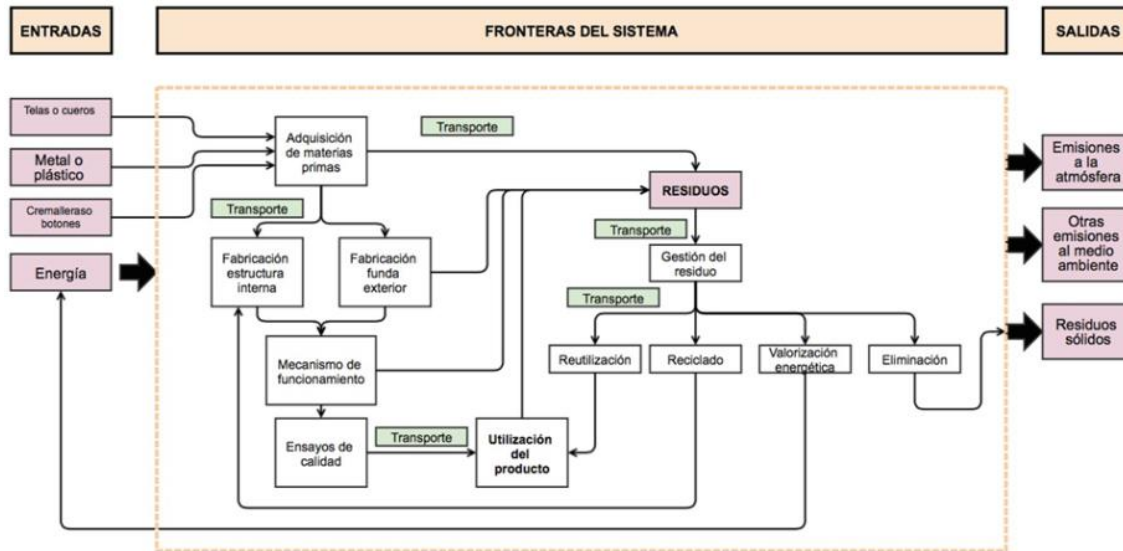 ENTRADAS
FRONTERAS DEL SISTEMA
SALIDAS
Telas o cueros
Metal o
plástico
Cremalleraso
botones
Energía
Adquisición
de materías
primas
Transporte
Transporte
Fabricación
estructura
interna
Fabricación
funda
exterior
Mecanismo de
funcionamiento
Ensayos de
calidad
Transporte
Utilización
del
producto
RESIDUOS
Transporte
Gestión del
residuo
Transporte
Reutilización
Reciclado
Valorización
energética
Eliminación
Emisiones
a la
atmósfera
Otras
emisiones
al medio
ambiente
Residuos
sólidos